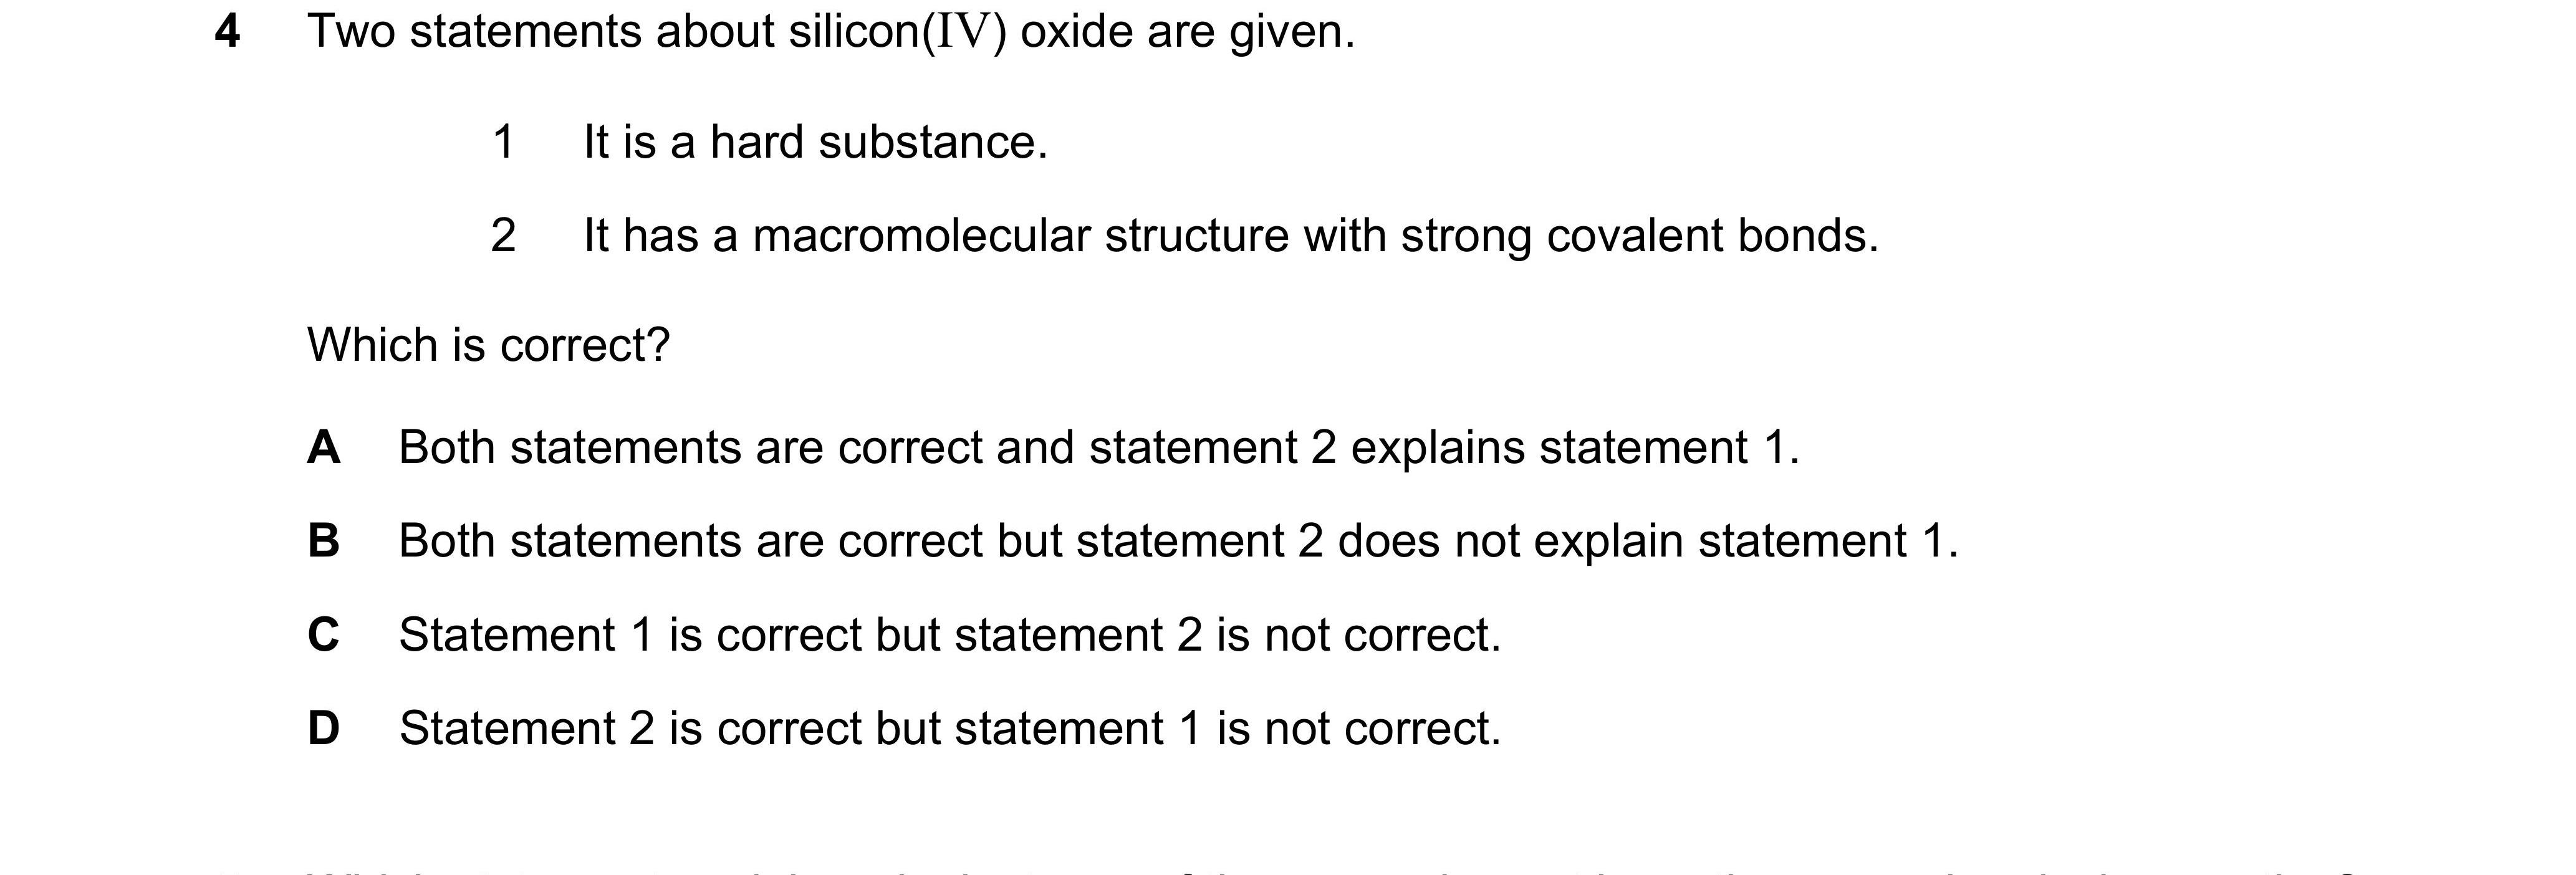 4 Two statements about silicon(IV) oxide are given.
1 It is a hard substance.
2 It has a macromolecular structure with strong covalent bonds.
Which is correct?
A Both statements are correct and statement 2 explains statement 1.
B Both statements are correct but statement 2 does not explain statement 1.
C Statement 1 is correct but statement 2 is not correct.
D Statement 2 is correct but statement 1 is not correct.